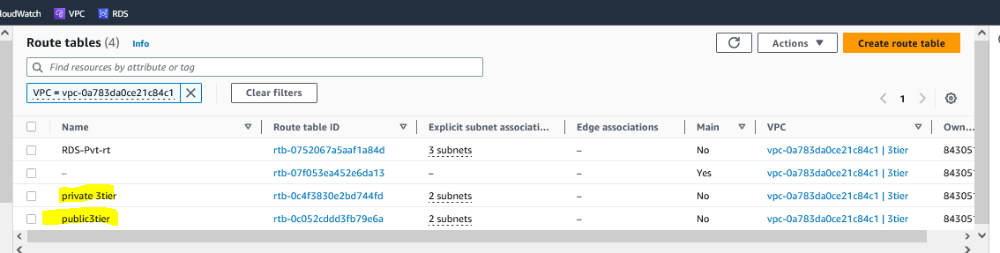 loudWatch VPC RDS
Route tables (4) Info Actions ▼ Create route table
Find resources by attribute or tag
VPC = vpc-0a783da0ce21c84c1 Clear filters 1
Name Route table ID Explicit subnet associati... Edge associations Main VPC Own...
RDS-Pvt-rt rtb-0752067a5aaf1a84d 3 subnets – No vpc-0a783da0ce21c84c1 | 3tier 84305
– rtb-07f053ea452e6da13 – – Yes vpc-0a783da0ce21c84c1 | 3tier 84305
private 3tier rtb-0c4f3830e2bd744fd 2 subnets – No vpc-0a783da0ce21c84c1 | 3tier 84305
public3tier rtb-0c052cddd3fb79e6a 2 subnets – No vpc-0a783da0ce21c84c1 | 3tier 84305